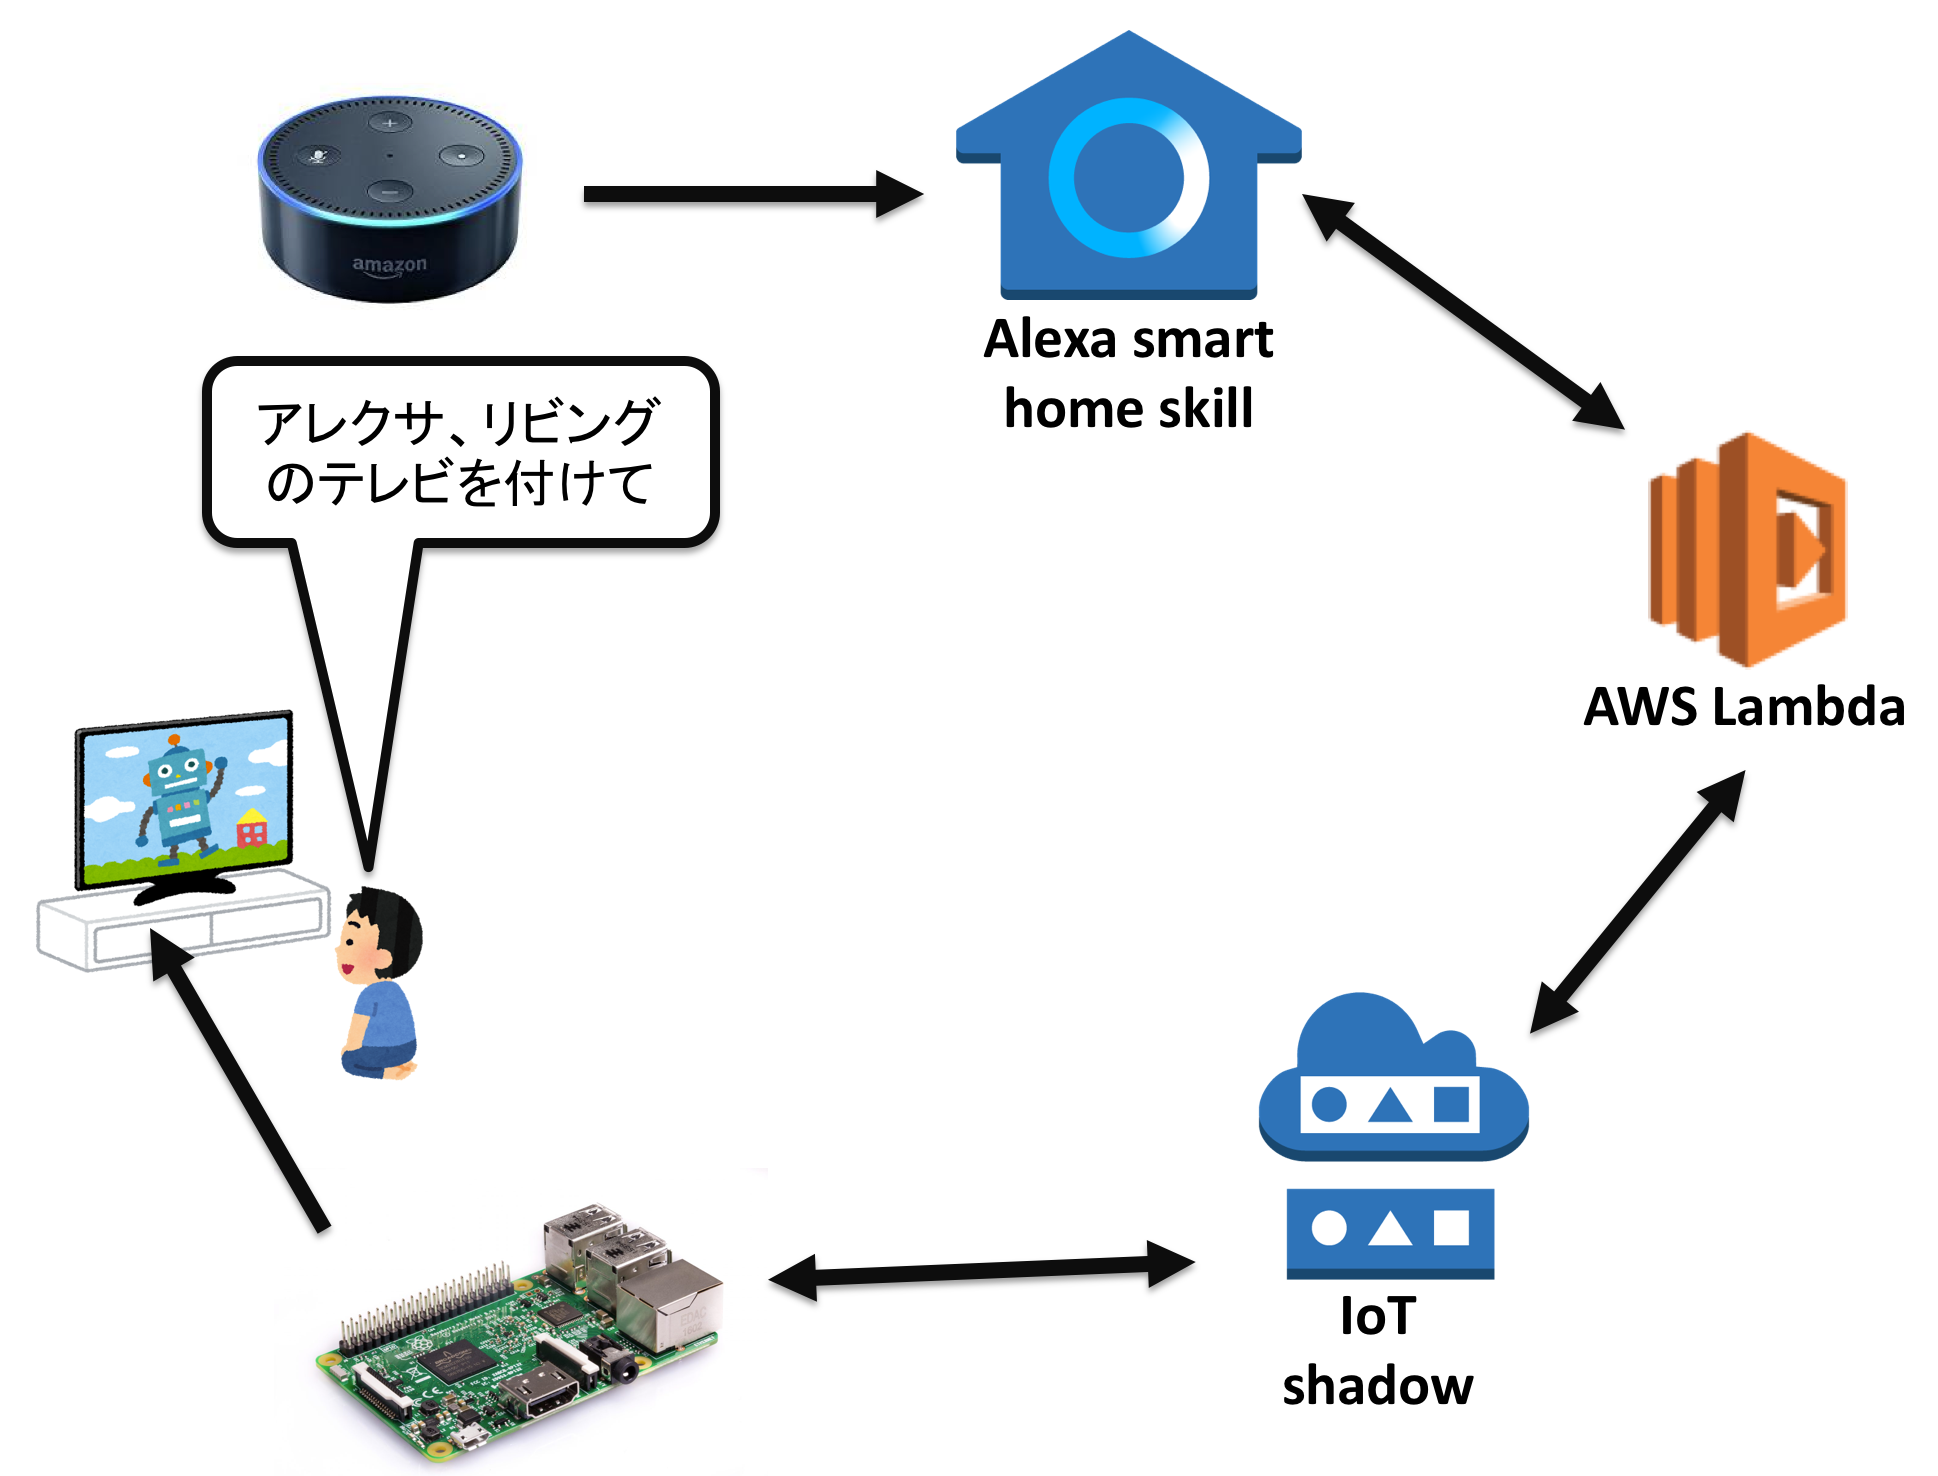 amazon
アレクサ、リビング
のテレビを付けて
Alexa smart
home skill
AWS Lambda
IoT
shadow